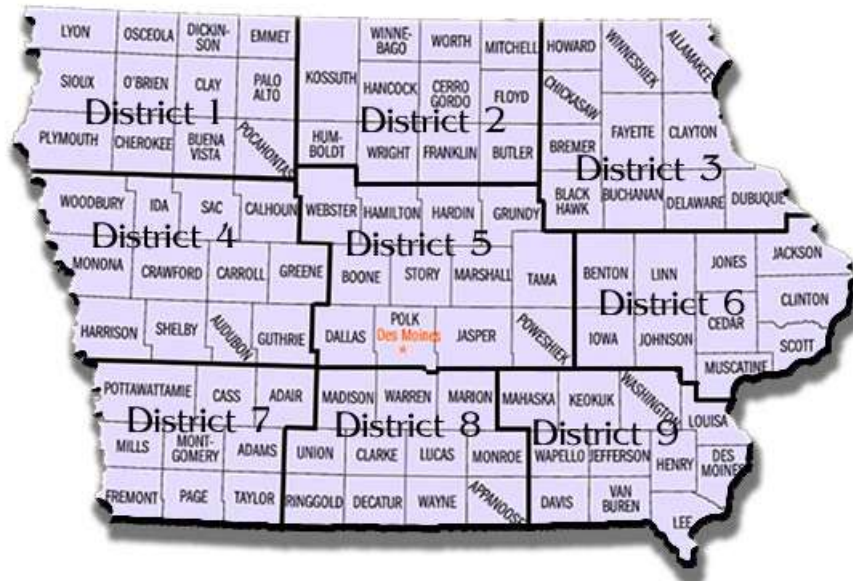 LYON
OSCEOLA
DICKIN-
SON
EMMET
WINNE-
BAGO
WORTH
MITCHELL
HOWARD
WINNESHIEK
ALLAMAKEE
SIOUX
O'BRIEN
CLAY
PALO
ALTO
KOSSUTH
HANCOCK
CERRO
GORDO
FLOYD
CHICKASAW
District 1
District 2
FAYETTE
CLAYTON
PLYMOUTH
CHEROKEE
BUENA
VISTA
POCAHONTAS
HUM-
BOLDT
WRIGHT
FRANKLIN
BUTLER
BREMER
District 3
BLACK
HAWK
BUCHANAN
DELAWARE
DUBUQUE
WOODBURY
IDA
SAC
CALHOUN
WEBSTER
HAMILTON
HARDIN
GRUNDY
District 4
District 5
MONONA
CRAWFORD
CARROLL
GREENE
BOONE
STORY
MARSHALL
TAMA
BENTON
LINN
JONES
JACKSON
District 6
CLINTON
HARRISON
SHELBY
AUDUBON
GUTHRIE
DALLAS
POLK
Des Moines
JASPER
POWESHIEK
IOWA
JOHNSON
CEDAR
SCOTT
MUSCATINE
POTTAWATTAMIE
CASS
ADAIR
MADISON
WARREN
MARION
MAHASKA
KEOKUK
WASHINGTON
LOUISA
District 7
District 8
District 9
MILLS
MONT-
GOMERY
ADAMS
UNION
CLARKE
LUCAS
MONROE
WAPELLO
JEFFERSON
HENRY
DES
MOINES
FREMONT
PAGE
TAYLOR
RINGGOLD
DECATUR
WAYNE
APPANOOSE
DAVIS
VAN
BUREN
LEE